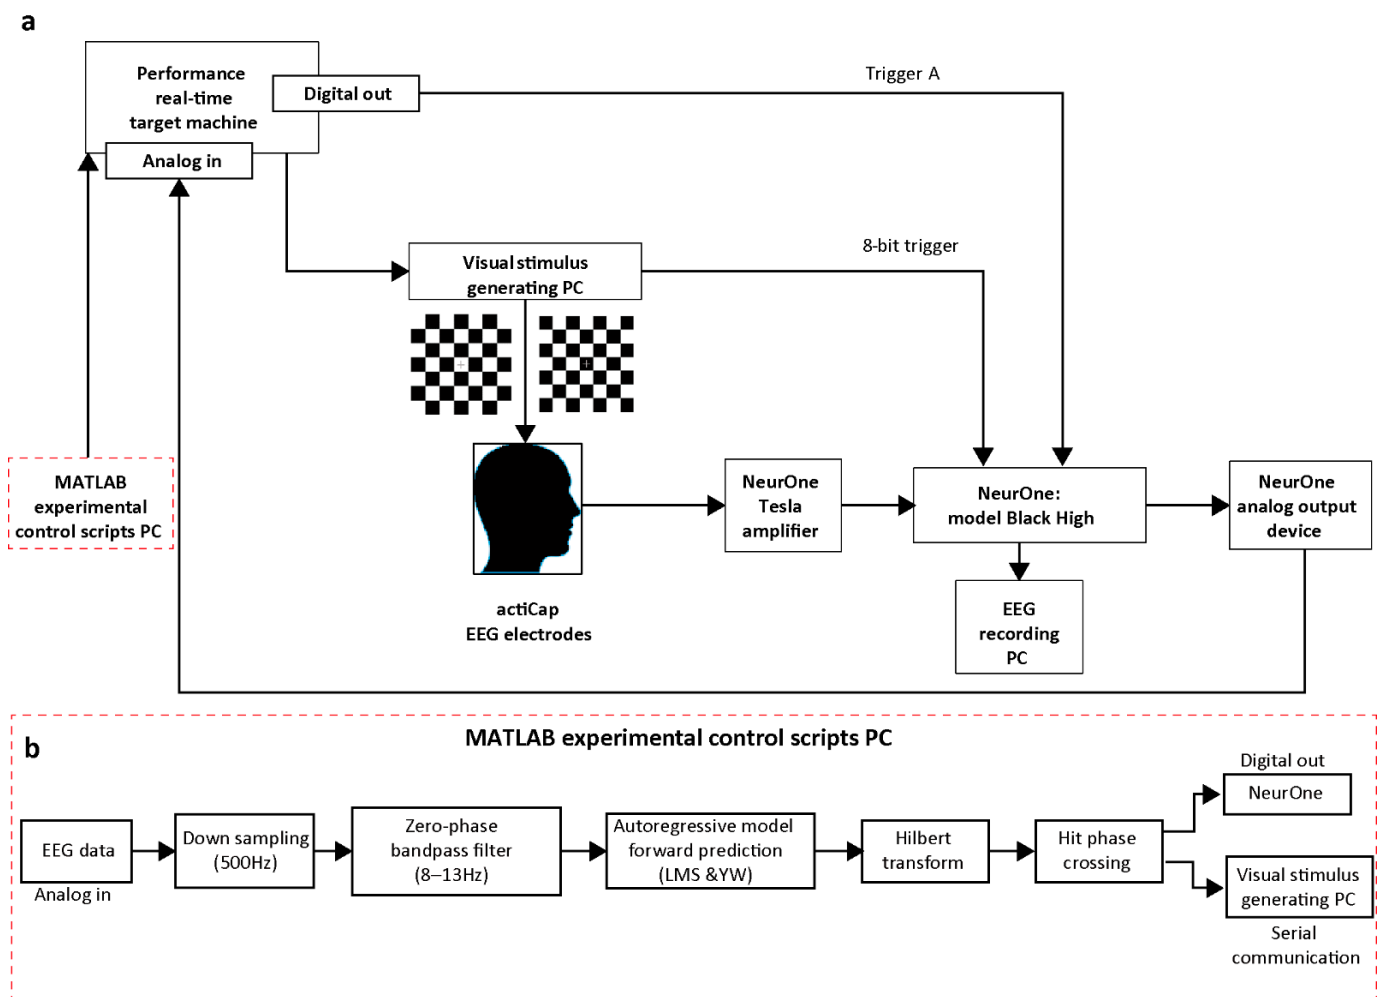 a
Performance
real-time
target machine
Digital out
Analog in
Trigger A
Visual stimulus
generating PC
8-bit trigger
MATLAB
experimental
control scripts PC
NeurOne
Tesla
amplifier
NeurOne:
model Black High
NeurOne
analog output
device
actiCap
EEG electrodes
EEG
recording
PC
b
MATLAB experimental control scripts PC
EEG data
Analog in
Down sampling
(500Hz)
Zero-phase
bandpass filter
(8–13Hz)
Autoregressive model
forward prediction
(LMS &YW)
Hilbert
transform
Hit phase
crossing
Digital out
NeurOne
Visual stimulus
generating PC
Serial
communication